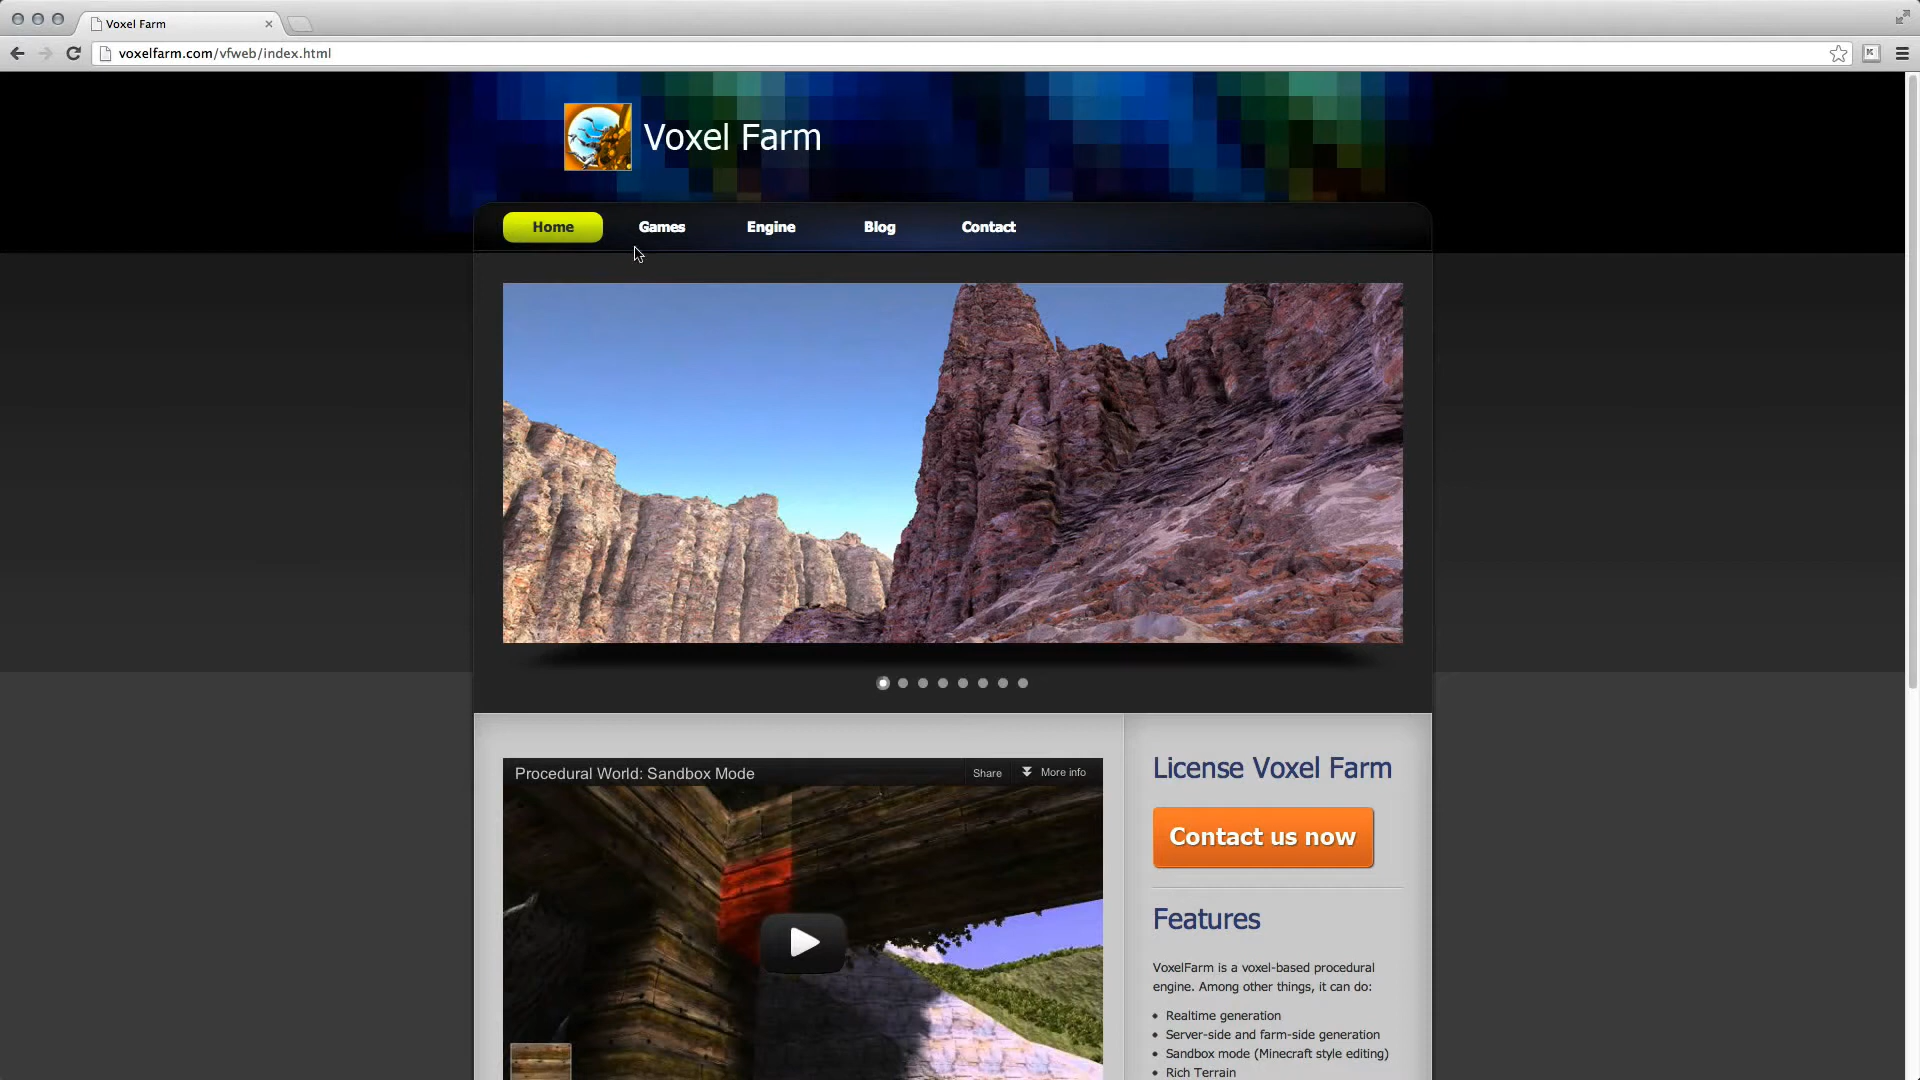 Voxel Farm
voxelfarm.com/vfweb/index.html
Voxel Farm
Home
Games
Engine
Blog
Contact
Procedural World: Sandbox Mode
Share
More info
License Voxel Farm
Contact us now
Features
VoxelFarm is a voxel-based procedural
engine. Among other things, it can do:
Realtime generation
Server-side and farm-side generation
Sandbox mode (Minecraft style editing)
Rich Terrain